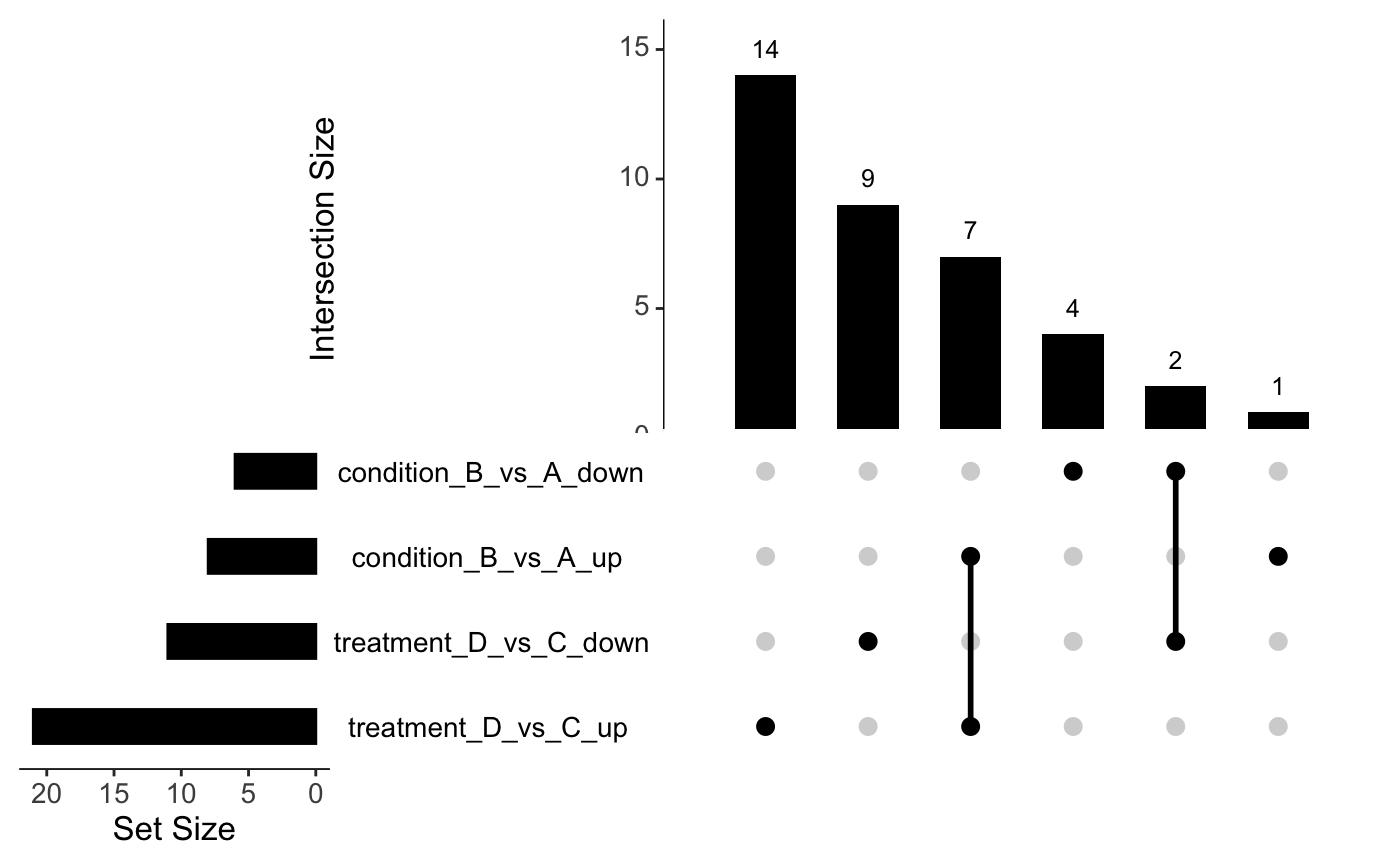 15
14
10
9
7
5
4
2
1
0
Intersection Size
condition_B_vs_A_down
condition_B_vs_A_up
treatment_D_vs_C_down
treatment_D_vs_C_up
20 15 10 5 0
Set Size